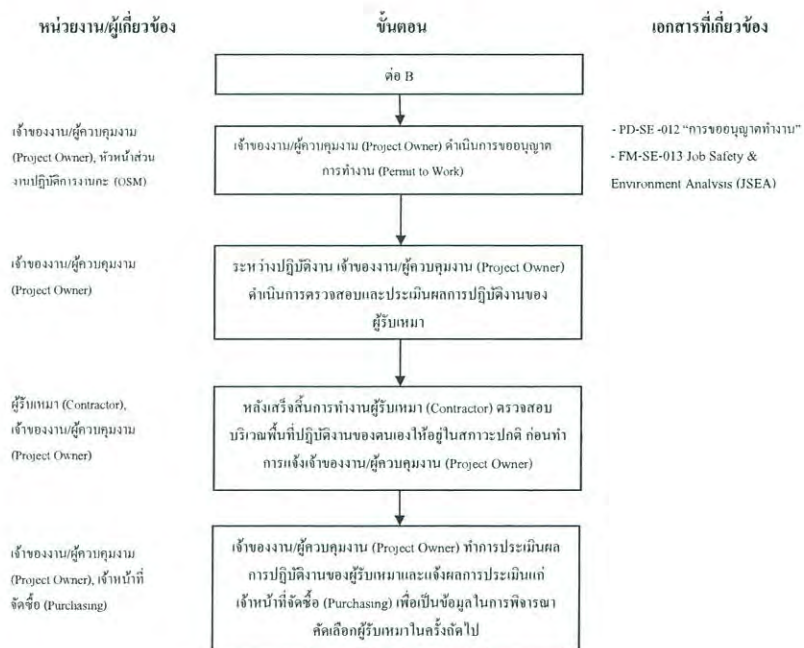 หน่วยงาน/ผู้เกี่ยวข้อง
ขั้นตอน
เอกสารที่เกี่ยวข้อง
ต่อ B
เจ้าของงาน/ผู้ควบคุมงาม
(Project Owner), หัวหน้าส่วน
งานปฏิบัติการงานกะ (OSM)
เจ้าของงาน/ผู้ควบคุมงาม (Project Owner) ดำเนินการขออนุญาต
การทำงาน (Permit to Work)
- PD-SE -012 “การขออนุญาตทำงาน”
- FM-SE-013 Job Safety &
Environment Analysis (JSEA)
เจ้าของงาน/ผู้ควบคุมงาม
(Project Owner)
ระหว่างปฏิบัติงาน เจ้าของงาน/ผู้ควบคุมงาน (Project Owner)
ดำเนินการตรวจสอบและประเมินผลการปฏิบัติงานของ
ผู้รับเหมา
ผู้รับเหมา (Contractor),
เจ้าของงาน/ผู้ควบคุมงาม
(Project Owner)
หลังเสร็จสิ้นการทำงานผู้รับเหมา (Contractor) ตรวจสอบ
บริเวณพื้นที่ปฏิบัติงานของตนเองให้อยู่ในสภาวะปกติ ก่อนทำ
การแจ้งเจ้าของงาน/ผู้ควบคุมงาน (Project Owner)
เจ้าของงาน/ผู้ควบคุมงาม
(Project Owner), เจ้าหน้าที่
จัดซื้อ (Purchasing)
เจ้าของงาน/ผู้ควบคุมงาน (Project Owner) ทำการประเมินผล
การปฏิบัติงานของผู้รับเหมาและแจ้งผลการประเมินแก่
เจ้าหน้าที่จัดซื้อ (Purchasing) เพื่อเป็นข้อมูลในการพิจารณา
คัดเลือกผู้รับเหมาในครั้งถัดไป